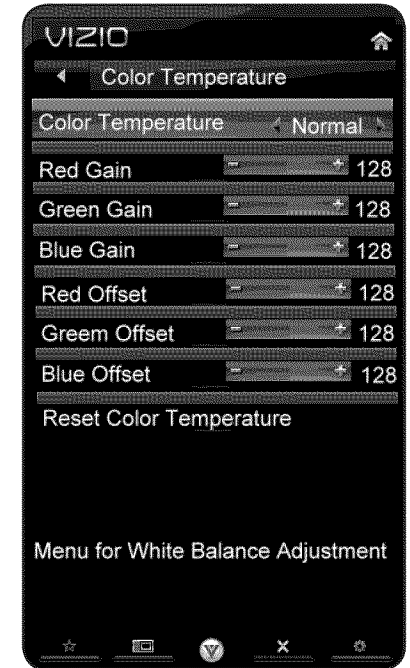 VIZIO
Color Temperature
Color Temperature Normal
Red Gain - + 128
Green Gain - + 128
Blue Gain - + 128
Red Offset - + 128
Greem Offset - + 128
Blue Offset - + 128
Reset Color Temperature
Menu for White Balance Adjustment
V